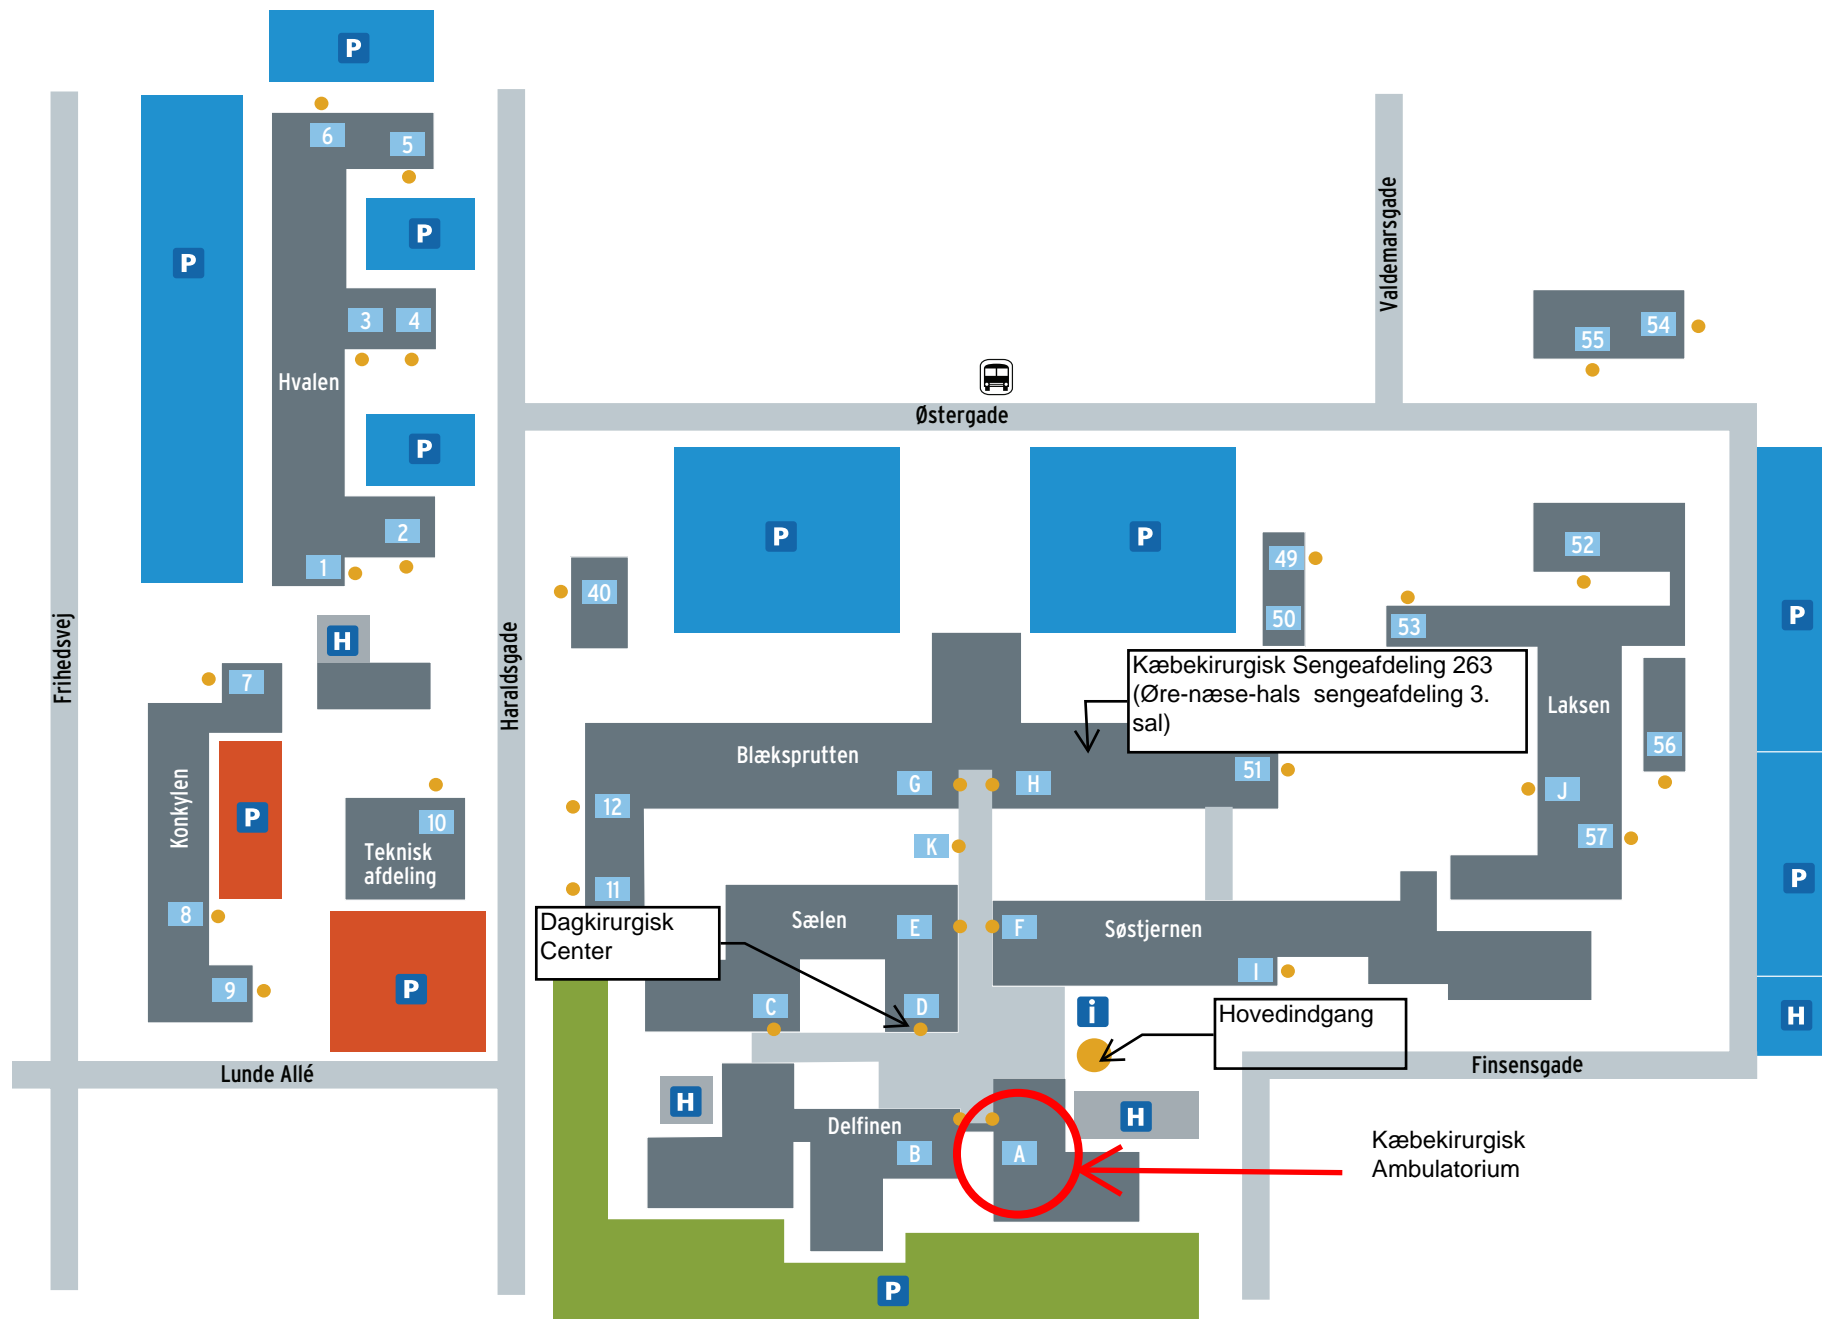 P
6
5
P
P
3
4
Hvalen
P
2
1
H
Frihedsvej
Haraldsgade
Valdemarsgade
54
55
Østergade
P
P
40
49
50
52
53
P
7
Konkylen
P
10
Teknisk
afdeling
8
9
P
Lunde Allé
Kæbekirurgisk Sengeafdeling 263
(Øre-næse-hals sengeafdeling 3.
sal)
Laksen
56
Blæksprutten
G
H
51
J
12
57
K
P
11
Dagkirurgisk
Center
Sælen
E
F
Søstjernen
I
C
D
i
Hovedindgang
H
Finsensgade
H
Delfinen
B
A
H
Kæbekirurgisk
Ambulatorium
P